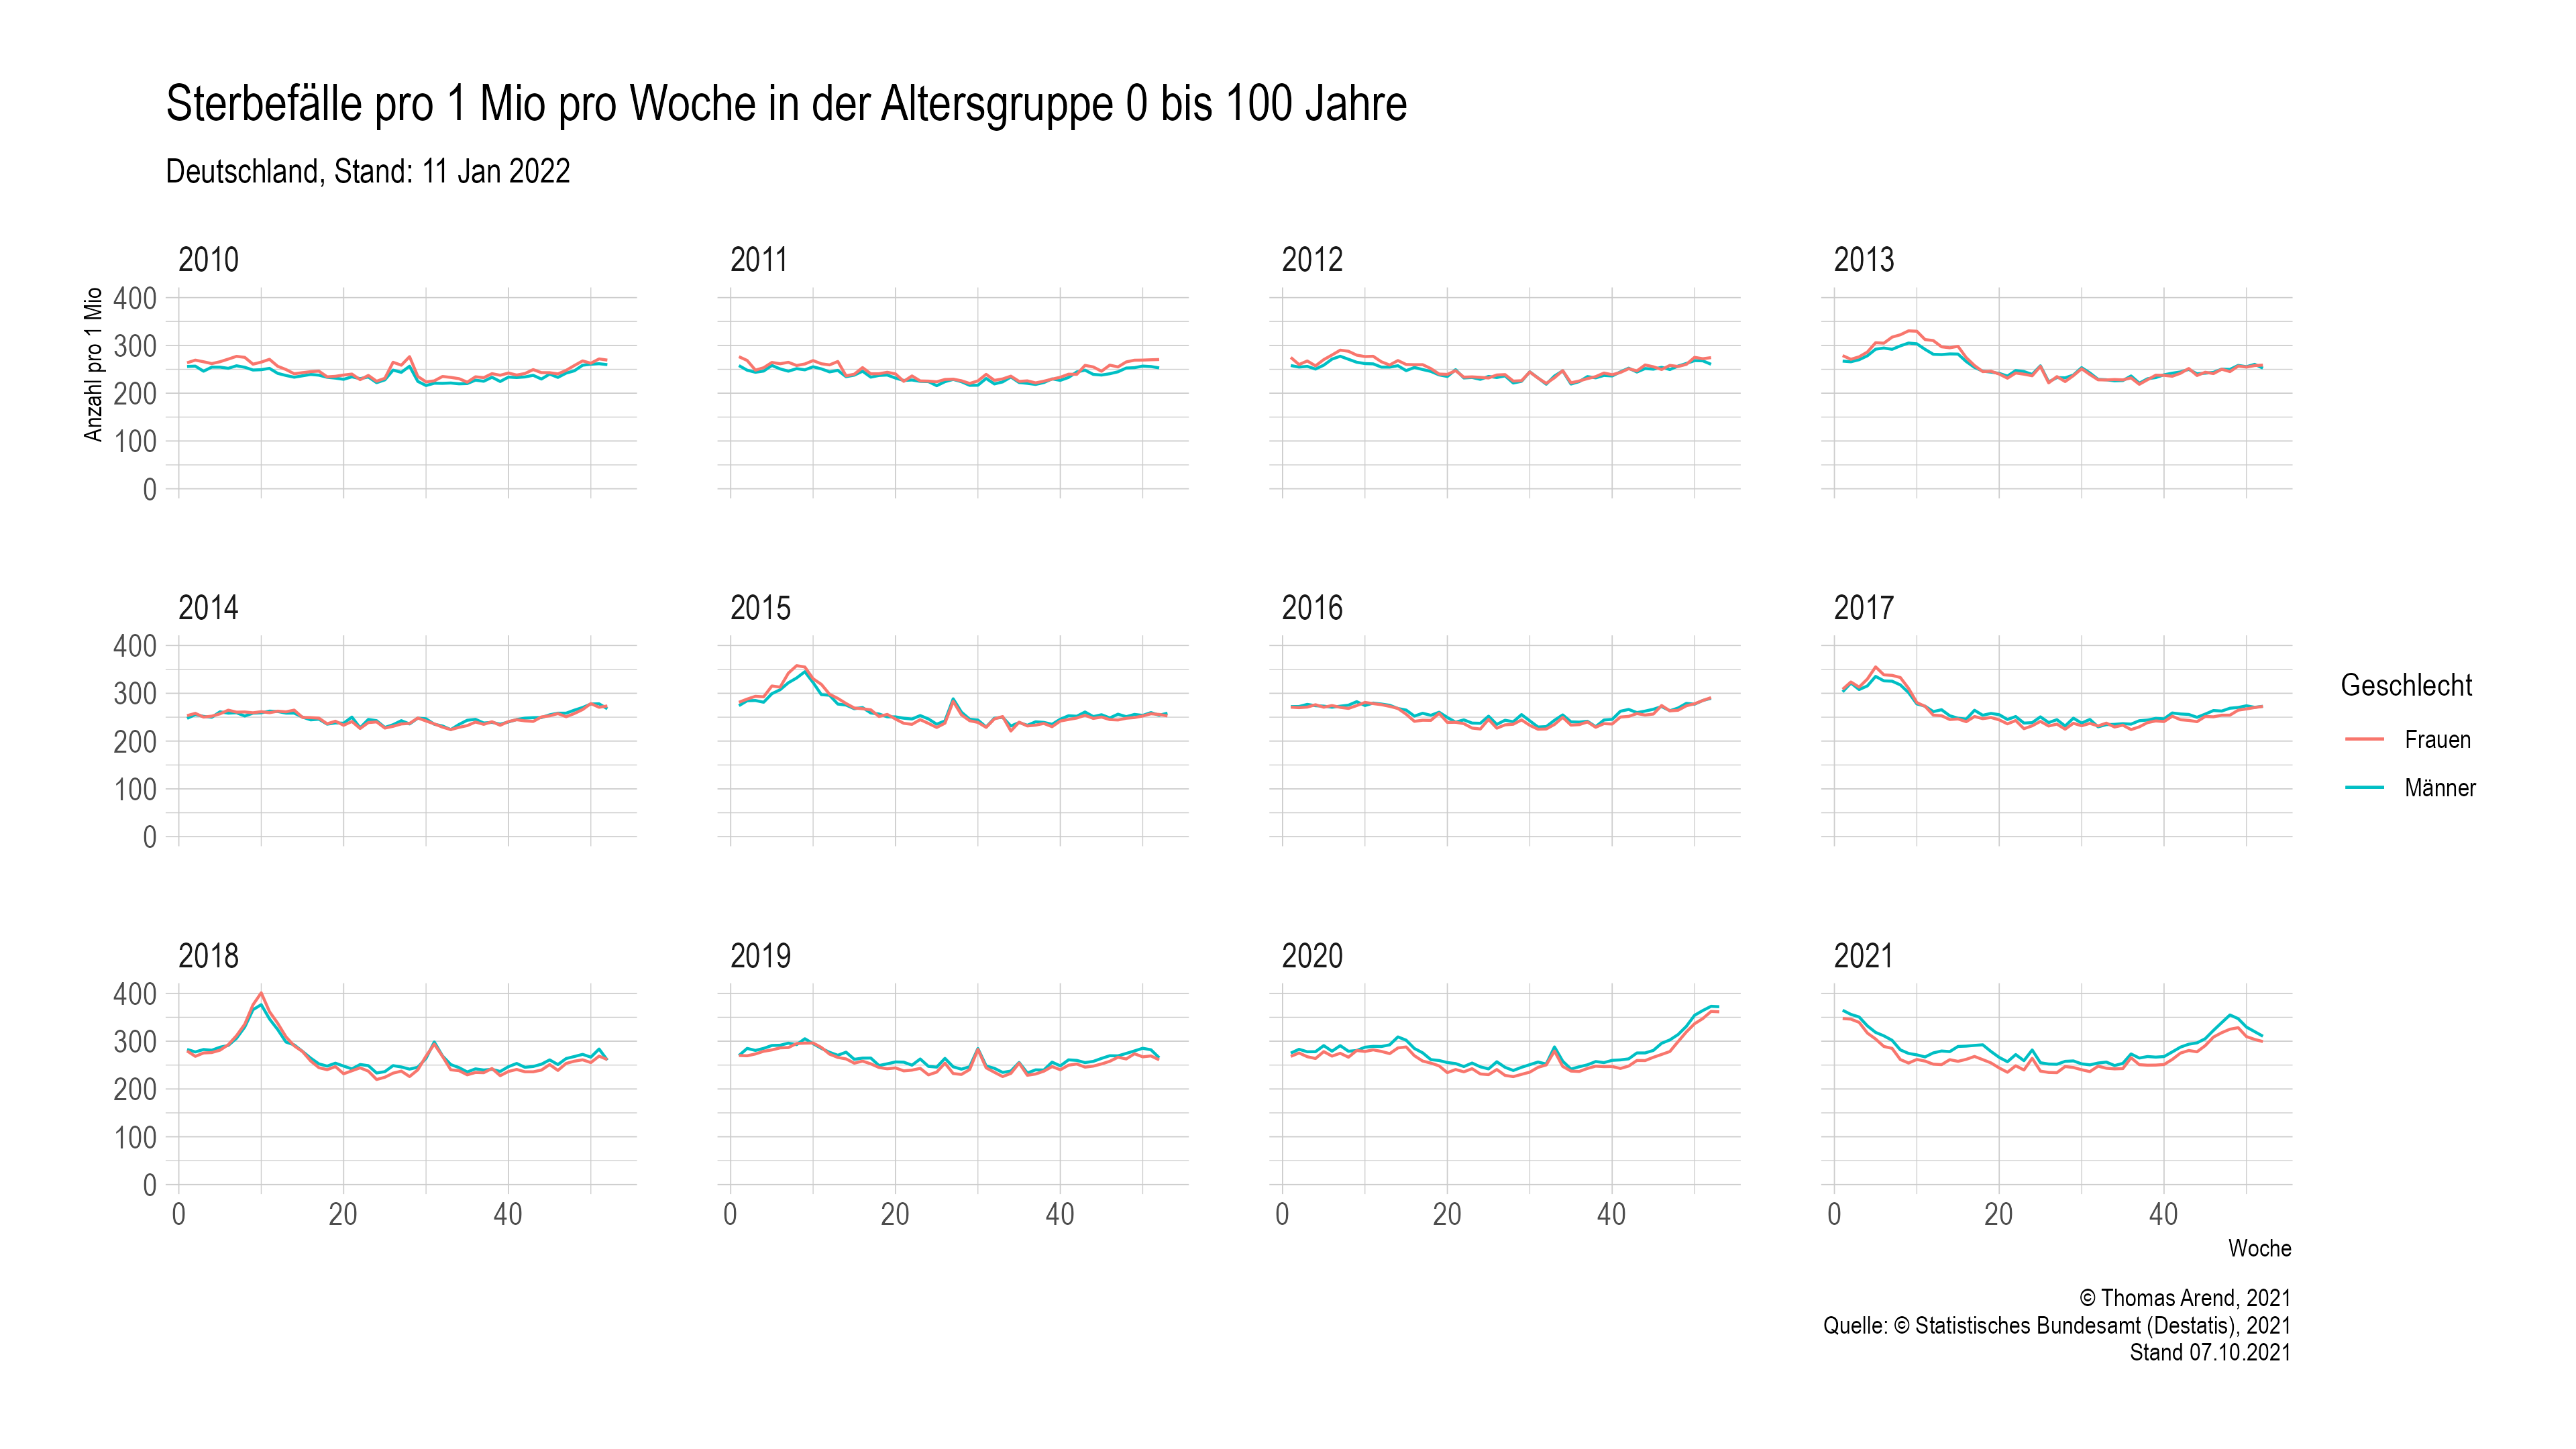 Sterbefälle pro 1 Mio pro Woche in der Altersgruppe 0 bis 100 Jahre
Deutschland, Stand: 11 Jan 2022
2010
2011
2012
2013
Anzahl pro 1 Mio
400
300
200
100
0
2014
2015
2016
2017
400
300
200
100
0
Geschlecht
Frauen
Männer
2018
2019
2020
2021
400
300
200
100
0
0 20 40
0 20 40
0 20 40
0 20 40
Woche
© Thomas Arend, 2021
Quelle: © Statistisches Bundesamt (Destatis), 2021
Stand 07.10.2021